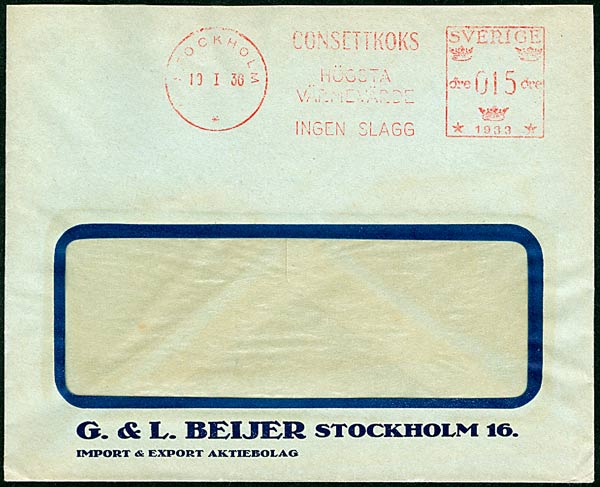 STOCKHOLM
19 I 36
CONSETTKOKS
HÖGSTA
VÄRMEVÄRDE
INGEN SLAGG
SVERIGE
öre 015 öre
1933
G. & L. BEIJER STOCKHOLM 16.
IMPORT & EXPORT AKTIEBOLAG